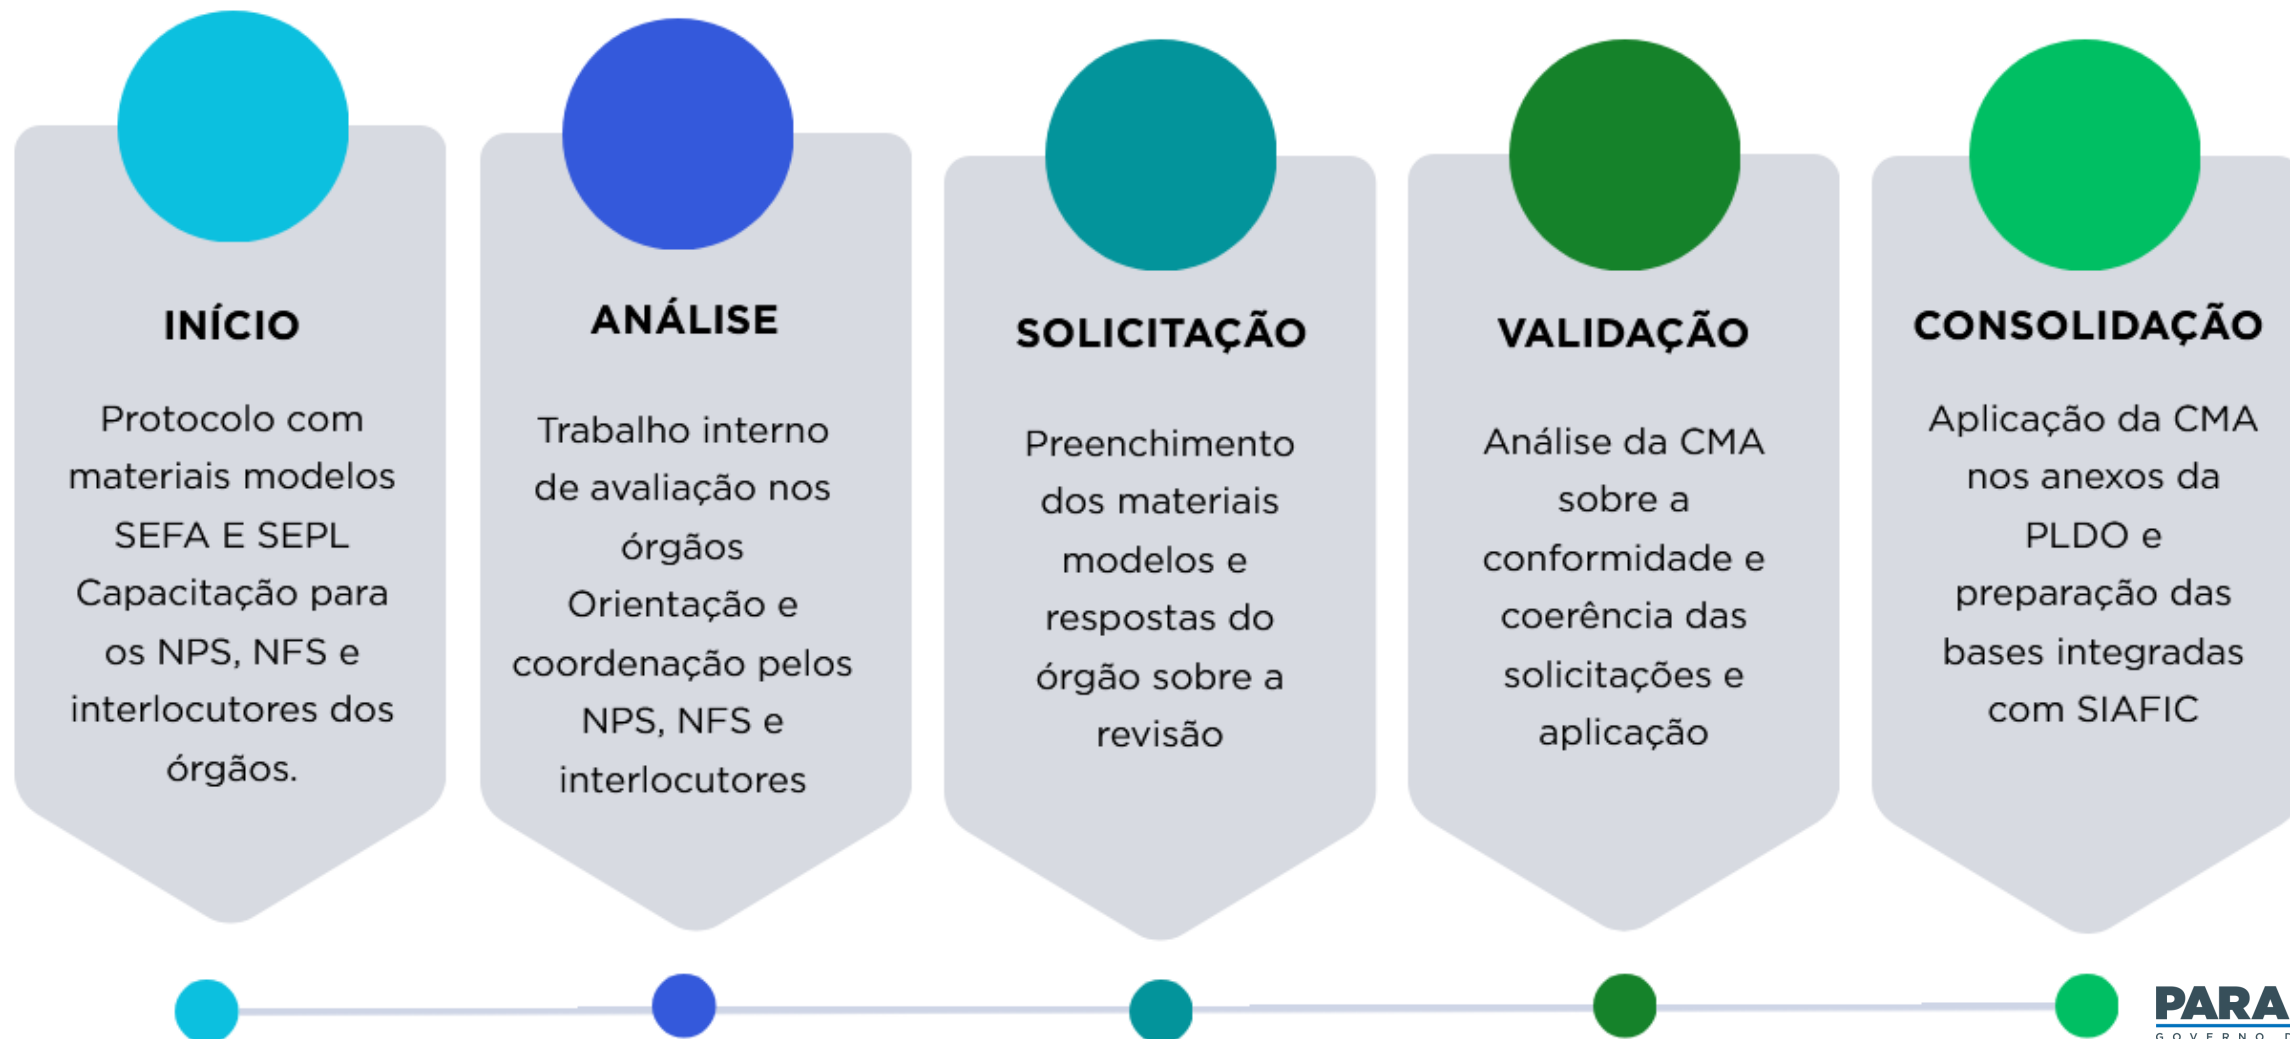 INÍCIO
Protocolo com
materiais modelos
SEFA E SEPL
Capacitação para
os NPS, NFS e
interlocutores dos
órgãos.
ANÁLISE
Trabalho interno
de avaliação nos
órgãos
Orientação e
coordenação pelos
NPS, NFS e
interlocutores
SOLICITAÇÃO
Preenchimento
dos materiais
modelos e
respostas do
órgão sobre a
revisão
VALIDAÇÃO
Análise da CMA
sobre a
conformidade e
coerência das
solicitações e
aplicação
CONSOLIDAÇÃO
Aplicação da CMA
nos anexos da
PLDO e
preparação das
bases integradas
com SIAFIC
PARA
GOVERNO D